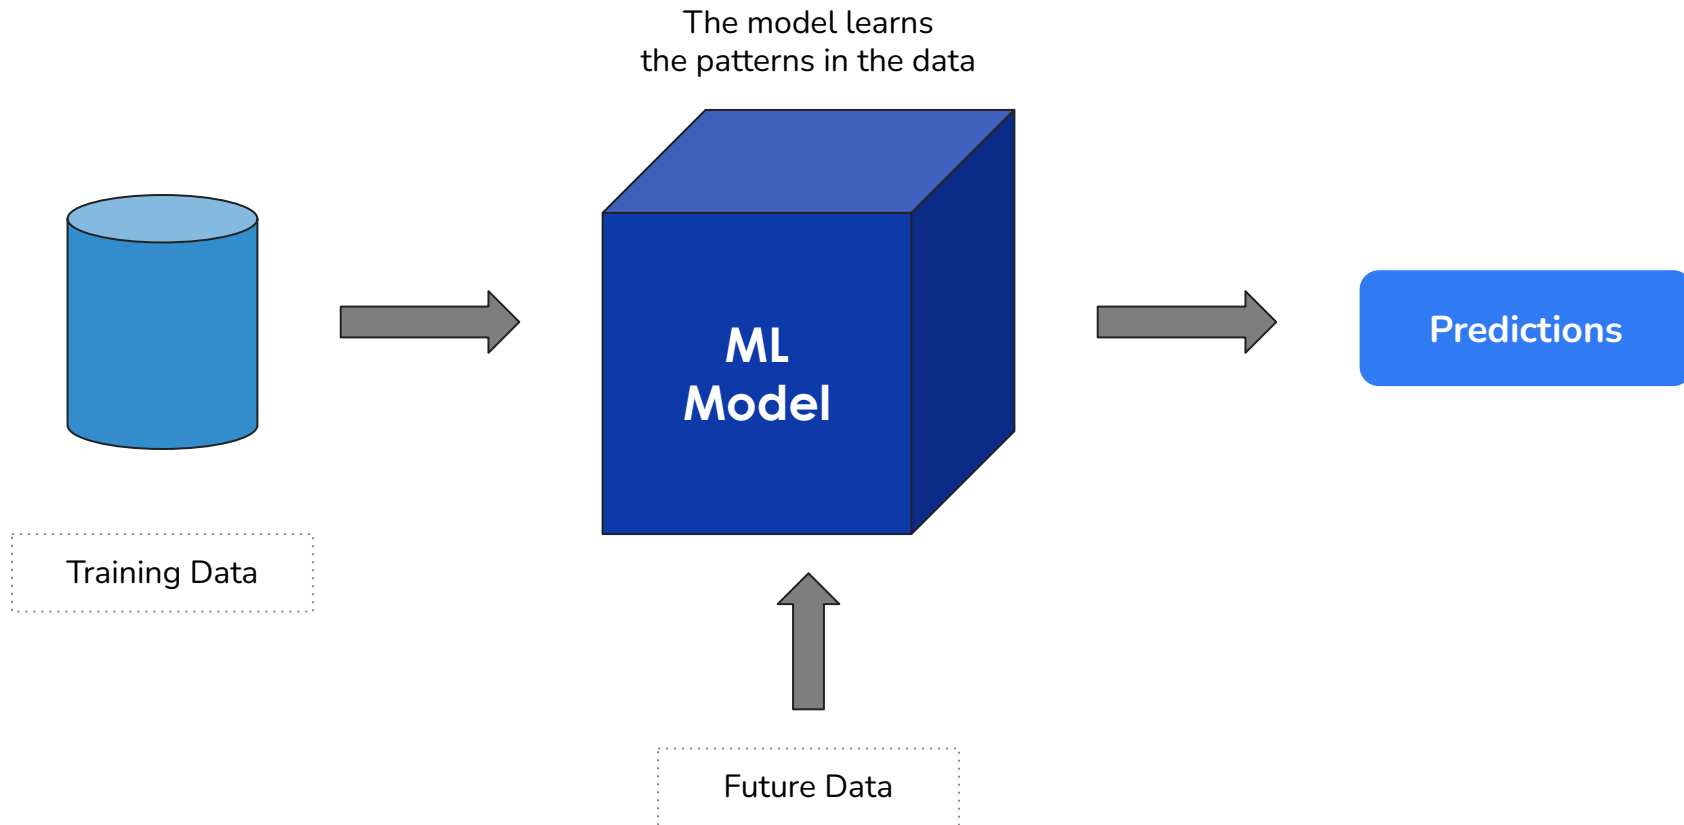 The model learns
the patterns in the data
ML
Model
Predictions
Training Data
Future Data